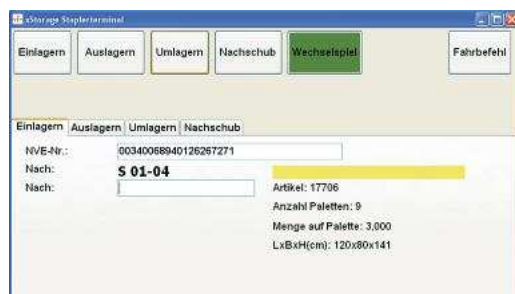 xStorage Staplerterminal
Einlagern Auslagern Umlagern Nachschub Wechselspiel Fahrbefehl
Einlagern Auslagern Umlagern Nachschub
NVE-Nr.: 00340068940126267271
Nach: S 01-04
Nach:
Artikel: 17706
Anzahl Paletten: 9
Menge auf Palette: 3,000
LxBxH(cm): 120x80x141